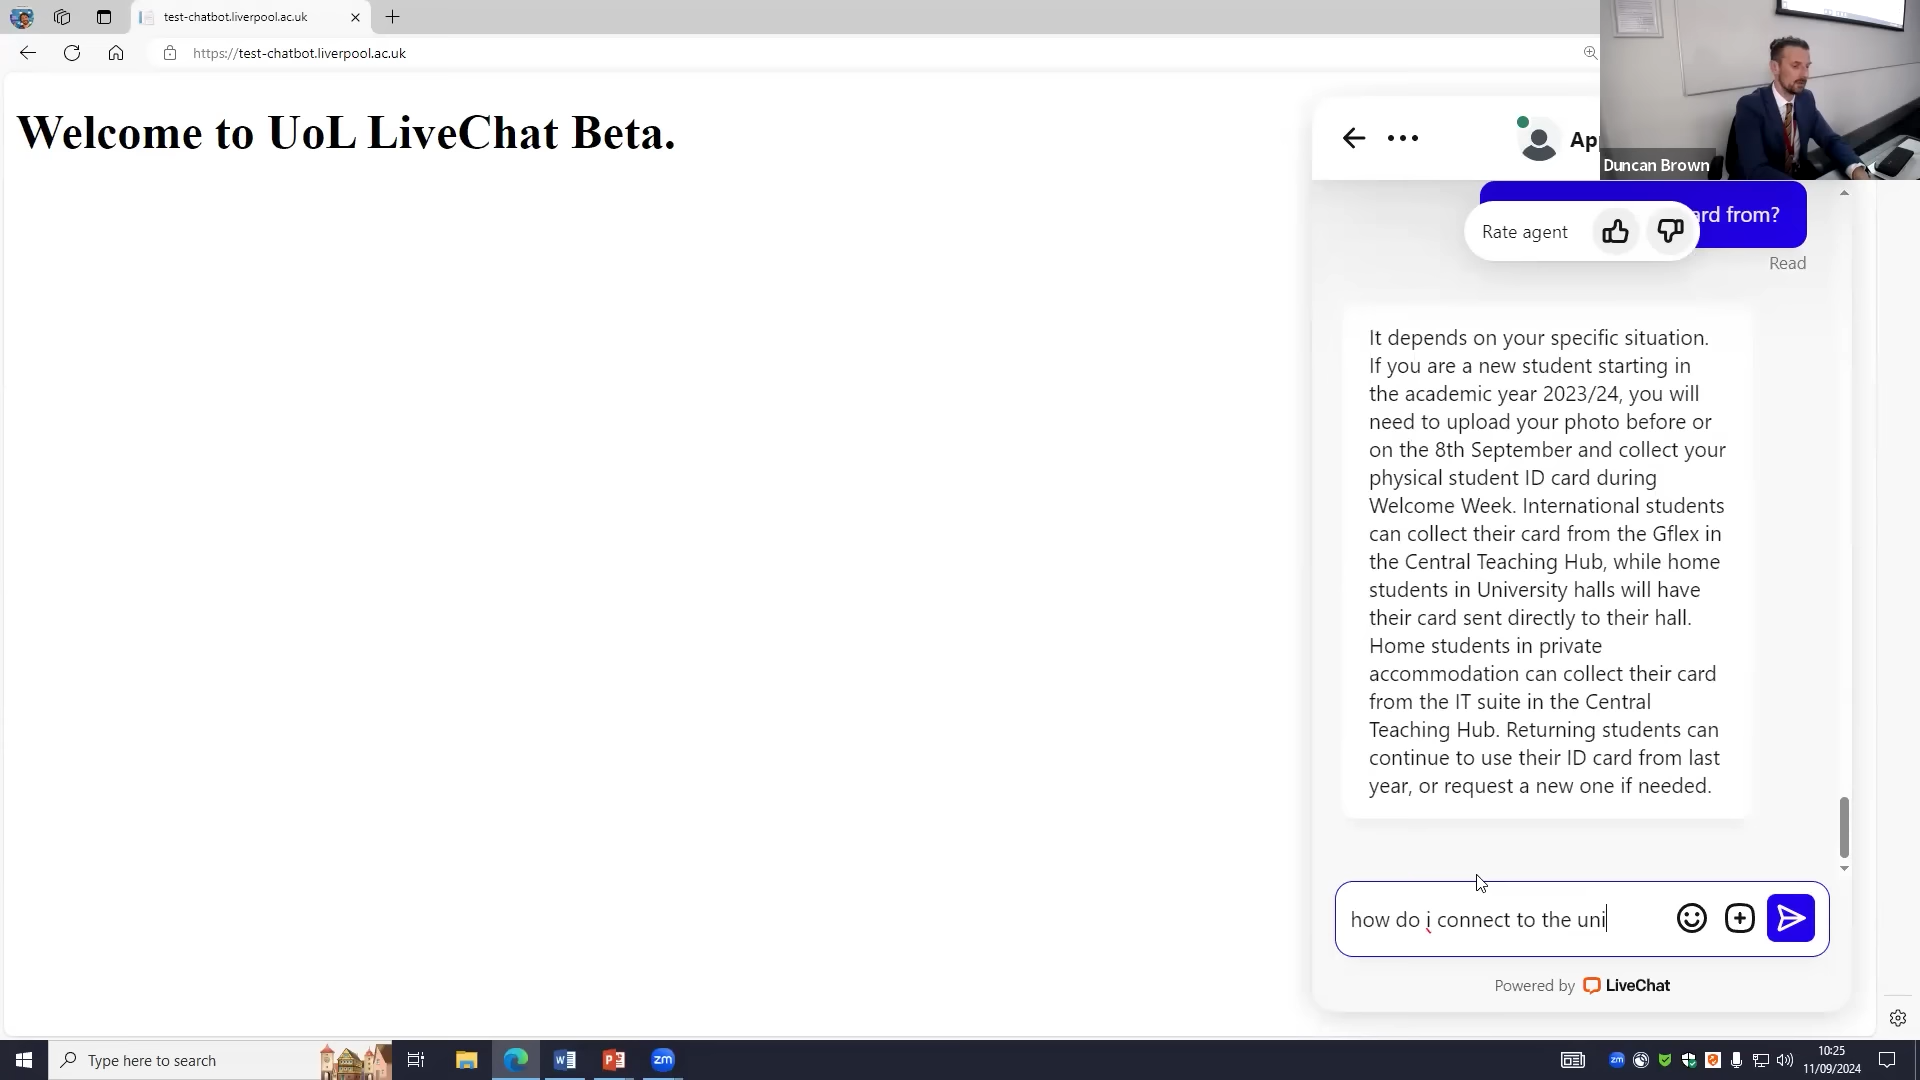 test-chatbot.liverpool.ac.uk
https://test-chatbot.liverpool.ac.uk
Welcome to UoL LiveChat Beta.
Duncan Brown
card from?
Rate agent
Read
It depends on your specific situation.
If you are a new student starting in
the academic year 2023/24, you will
need to upload your photo before or
on the 8th September and collect your
physical student ID card during
Welcome Week. International students
can collect their card from the Gflex in
the Central Teaching Hub, while home
students in University halls will have
their card sent directly to their hall.
Home students in private
accommodation can collect their card
from the IT suite in the Central
Teaching Hub. Returning students can
continue to use their ID card from last
year, or request a new one if needed.
how do i connect to the uni
Powered by LiveChat
Type here to search
zm
zm
10:25
11/09/2024